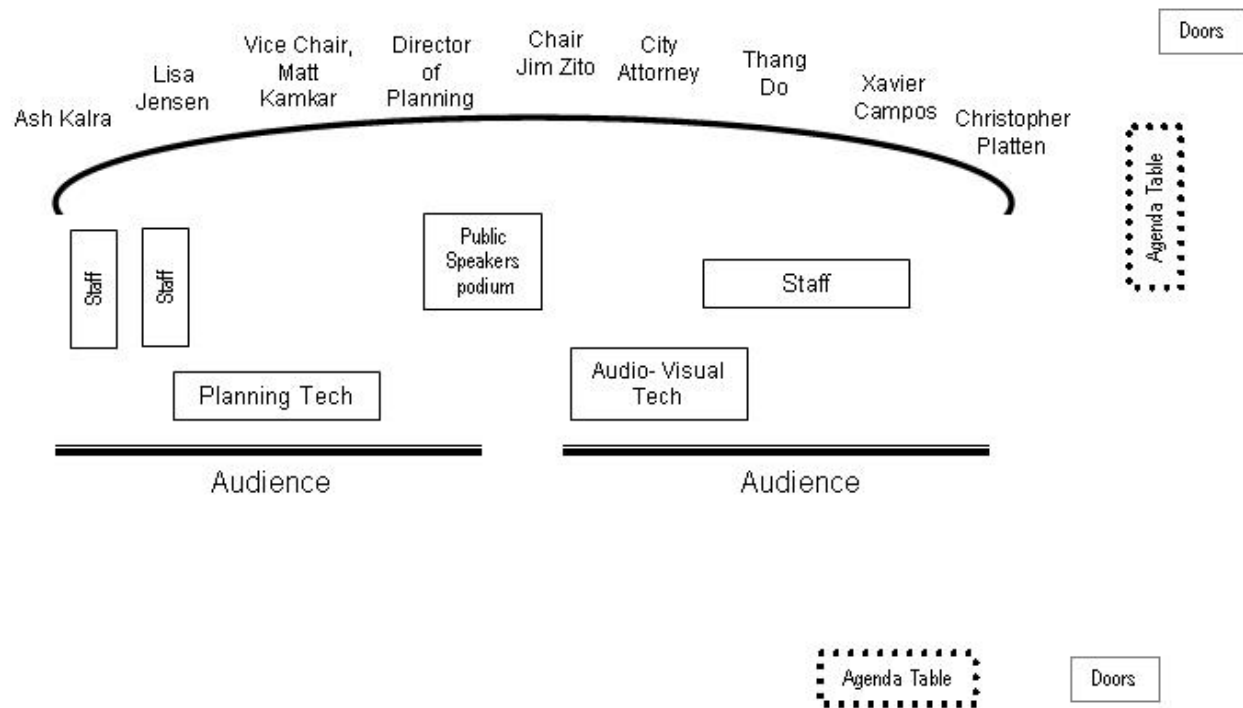 Doors
Ash Kalra
Lisa
Jensen
Vice Chair,
Matt
Kamkar
Director
of
Planning
Chair
Jim Zito
City
Attorney
Thang
Do
Xavier
Campos
Christopher
Platten
Agenda Table
Staff
Staff
Public
Speakers
podium
Staff
Planning Tech
Audio- Visual
Tech
Audience
Audience
Agenda Table
Doors